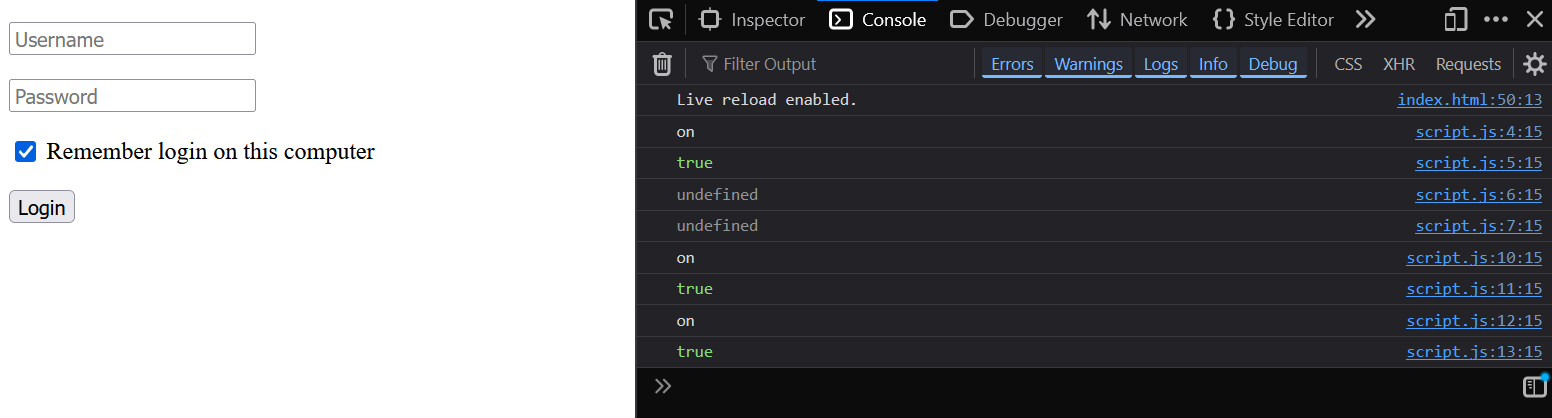 Username
Password
Remember login on this computer
Login
Inspector Console Debugger Network Style Editor
Filter Output Errors Warnings Logs Info Debug CSS XHR Requests
Live reload enabled. index.html:50:13
on script.js:4:15
true script.js:5:15
undefined script.js:6:15
undefined script.js:7:15
on script.js:10:15
true script.js:11:15
on script.js:12:15
true script.js:13:15